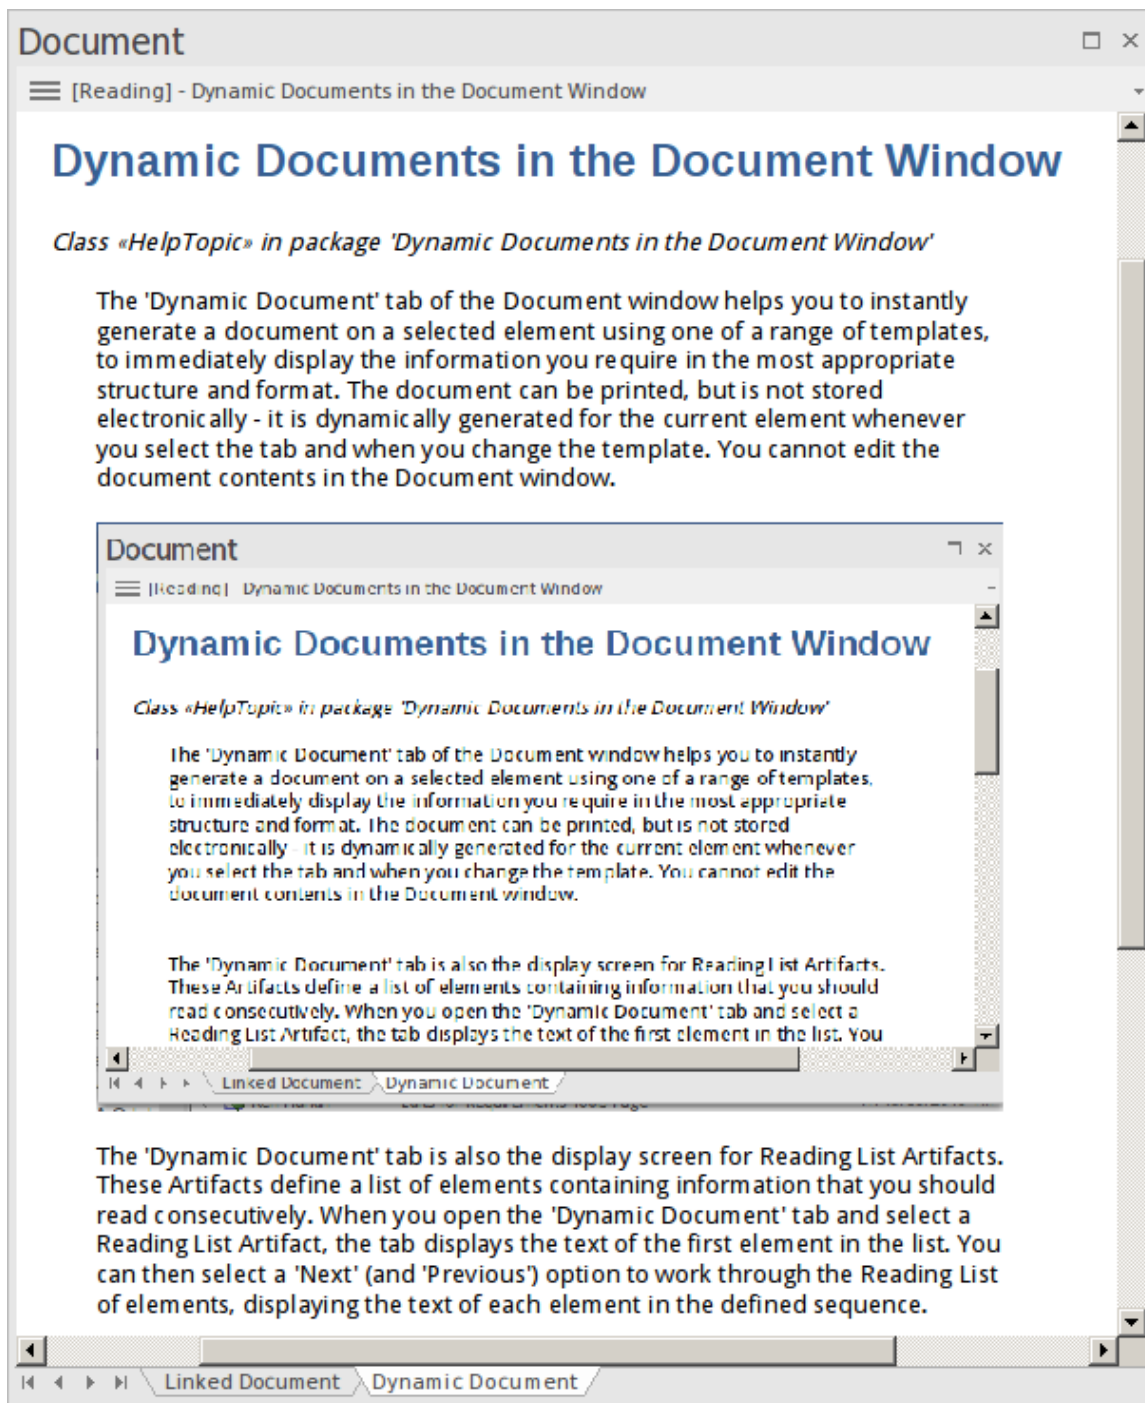 Document
[Reading] - Dynamic Documents in the Document Window
Dynamic Documents in the Document Window
Class «HelpTopic» in package 'Dynamic Documents in the Document Window'
The 'Dynamic Document' tab of the Document window helps you to instantly
generate a document on a selected element using one of a range of templates,
to immediately display the information you require in the most appropriate
structure and format. The document can be printed, but is not stored
electronically - it is dynamically generated for the current element whenever
you select the tab and when you change the template. You cannot edit the
document contents in the Document window.
Document
[Reading] - Dynamic Documents in the Document Window
Dynamic Documents in the Document Window
Class «HelpTopic» in package 'Dynamic Documents in the Document Window'
The 'Dynamic Document' tab of the Document window helps you to instantly
generate a document on a selected element using one of a range of templates,
to immediately display the information you require in the most appropriate
structure and format. The document can be printed, but is not stored
electronically - it is dynamically generated for the current element whenever
you select the tab and when you change the template. You cannot edit the
document contents in the Document window.
The 'Dynamic Document' tab is also the display screen for Reading List Artifacts.
These Artifacts define a list of elements containing information that you should
read consecutively. When you open the 'Dynamic Document' tab and select a
Reading List Artifact, the tab displays the text of the first element in the list. You
Linked Document
Dynamic Document
The 'Dynamic Document' tab is also the display screen for Reading List Artifacts.
These Artifacts define a list of elements containing information that you should
read consecutively. When you open the 'Dynamic Document' tab and select a
Reading List Artifact, the tab displays the text of the first element in the list. You
can then select a 'Next' (and 'Previous') option to work through the Reading List
of elements, displaying the text of each element in the defined sequence.
Linked Document
Dynamic Document